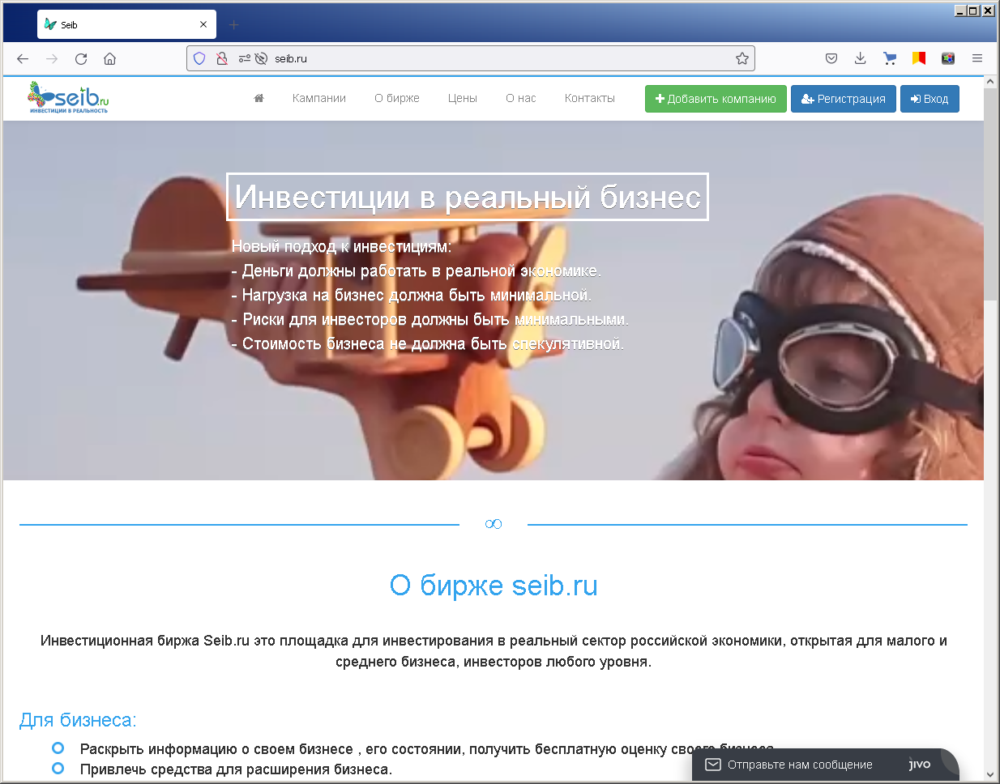 Seib
seib.ru
seib.ru
ИНВЕСТИЦИИ В РЕАЛЬНОСТЬ
Кампании О бирже Цены О нас Контакты Добавить компанию Регистрация Вход
Инвестиции в реальный бизнес
Новый подход к инвестициям:
- Деньги должны работать в реальной экономике.
- Нагрузка на бизнес должна быть минимальной.
- Риски для инвесторов должны быть минимальными.
- Стоимость бизнеса не должна быть спекулятивной.
О бирже seib.ru
Инвестиционная биржа Seib.ru это площадка для инвестирования в реальный сектор российской экономики, открытая для малого и
среднего бизнеса, инвесторов любого уровня.
Для бизнеса:
Раскрыть информацию о своем бизнесе , его состоянии, получить бесплатную оценку своего бизнеса.
Привлечь средства для расширения бизнеса.
Отправьте нам сообщение jivo